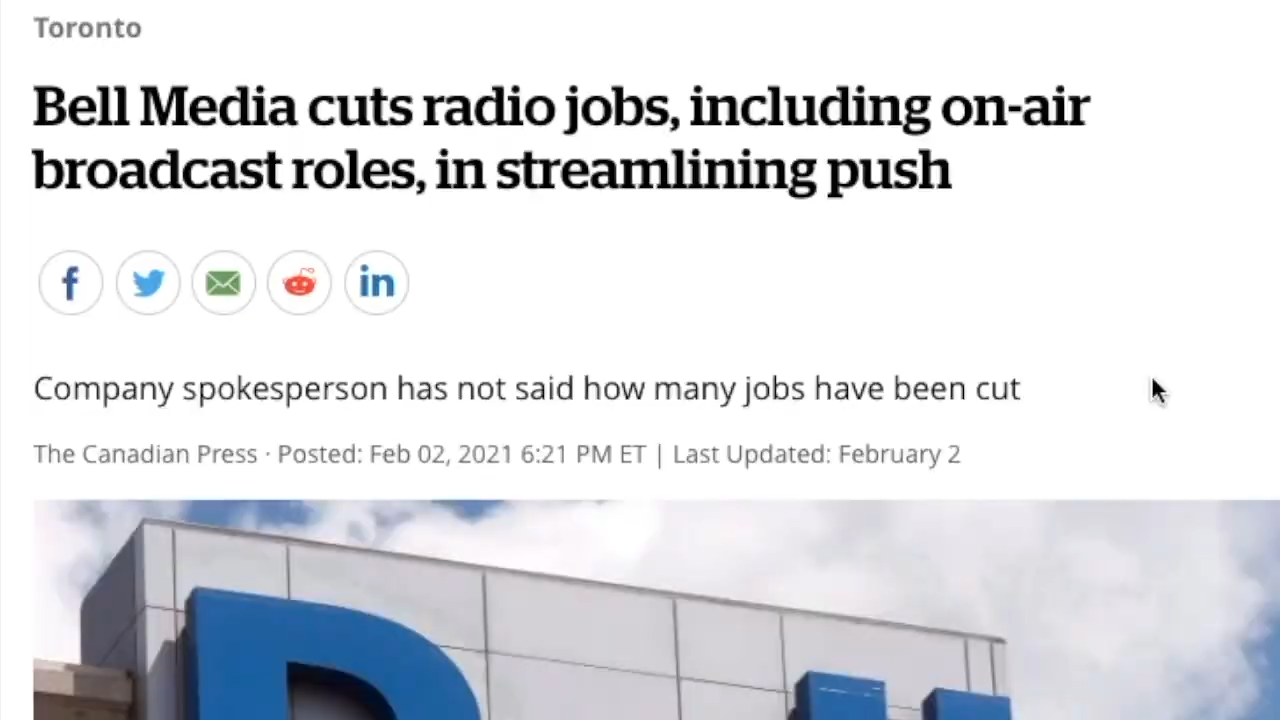 Toronto
Bell Media cuts radio jobs, including on-air
broadcast roles, in streamlining push
f in
Company spokesperson has not said how many jobs have been cut
The Canadian Press · Posted: Feb 02, 2021 6:21 PM ET | Last Updated: February 2